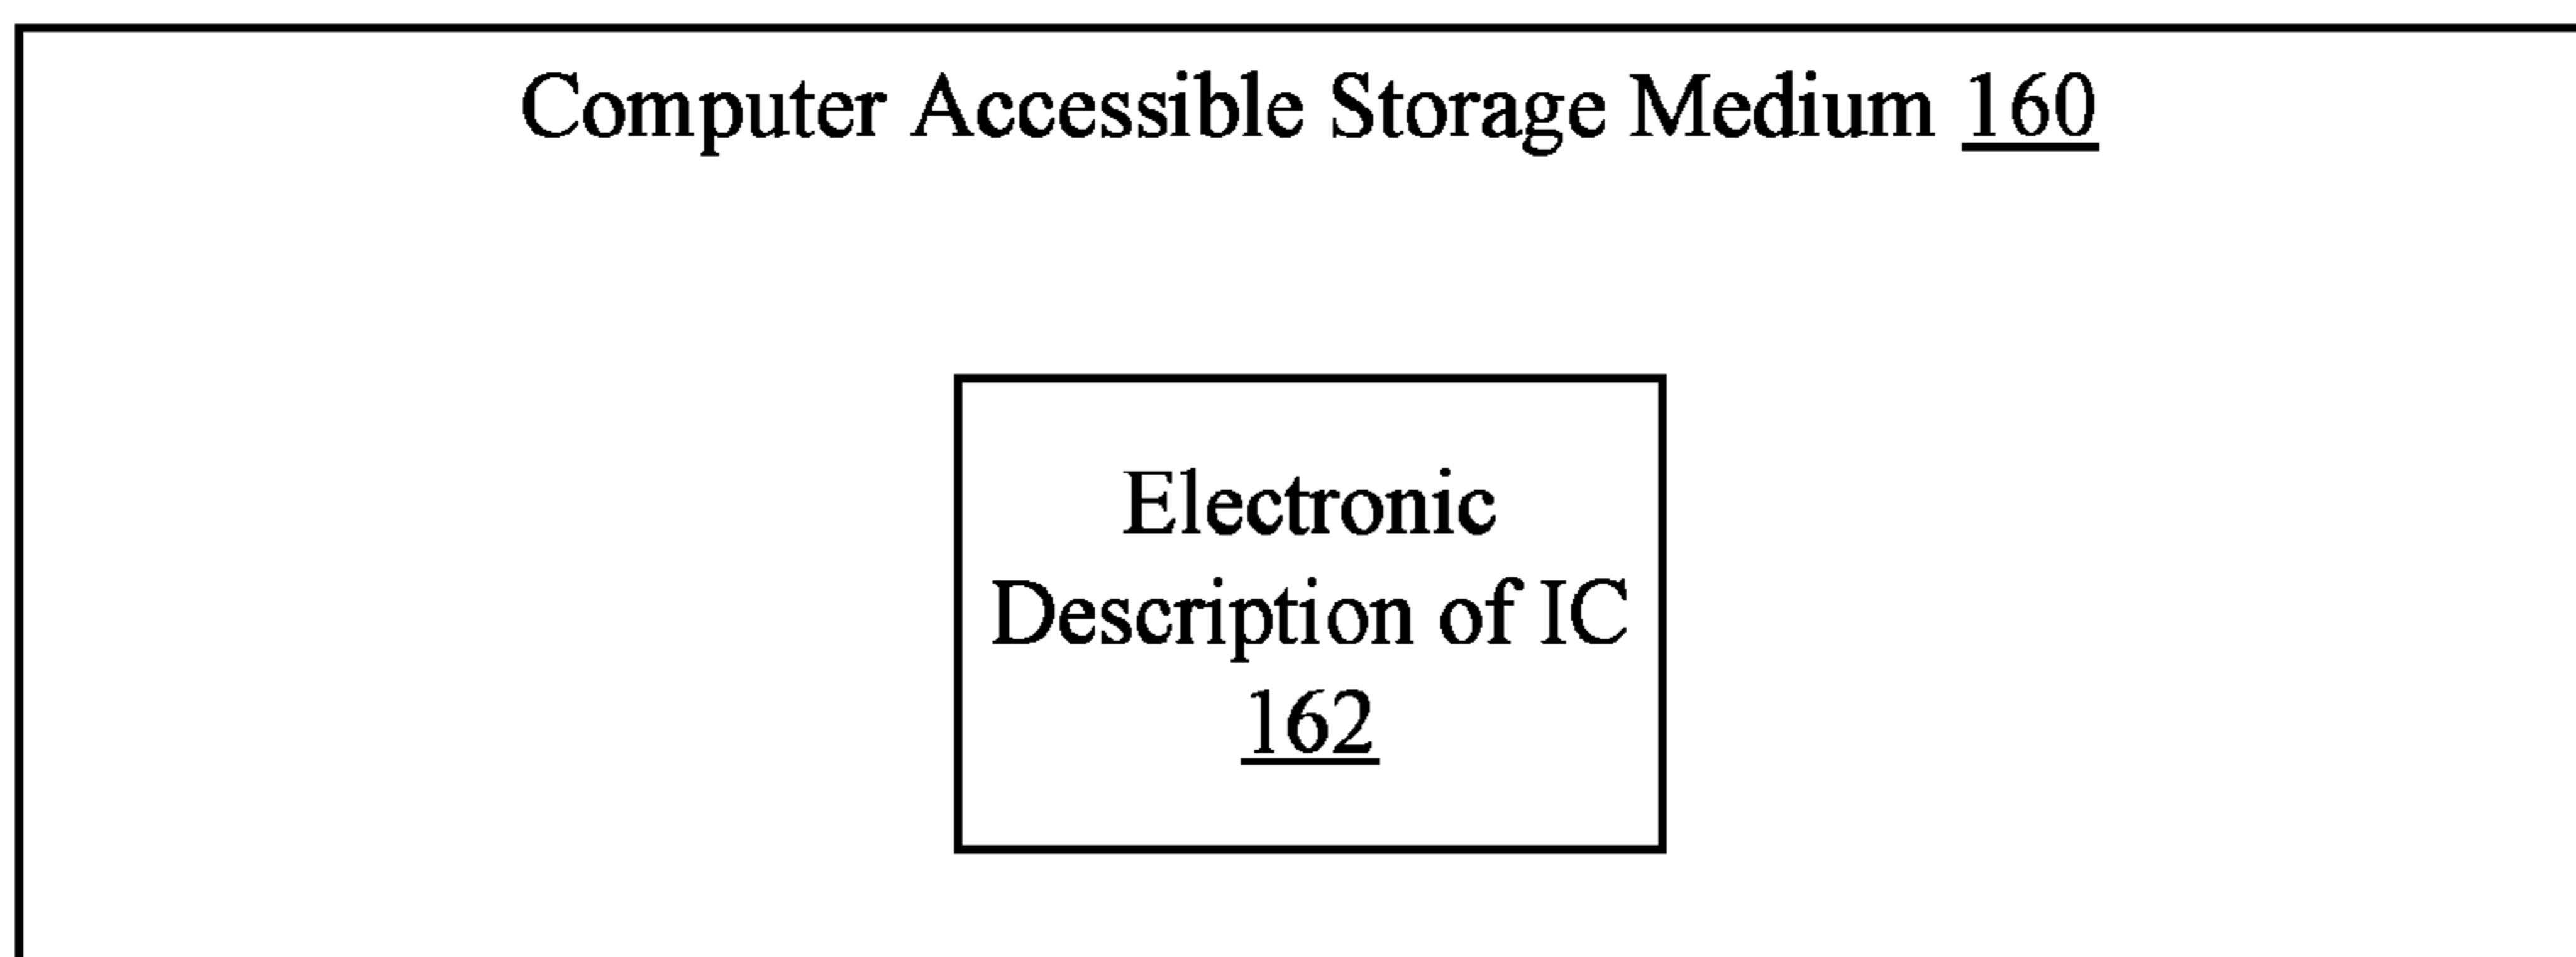 Computer Accessible Storage Medium 160
Electronic
Description of IC
162